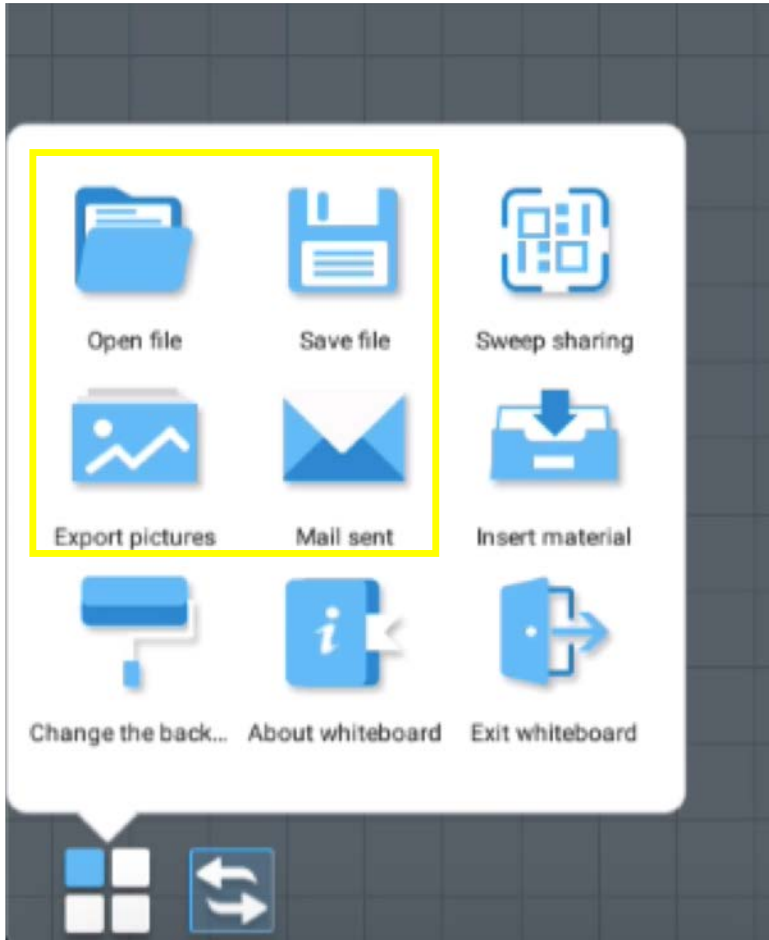 Open file Save file Sweep sharing
Export pictures Mail sent Insert material
Change the back... About whiteboard Exit whiteboard